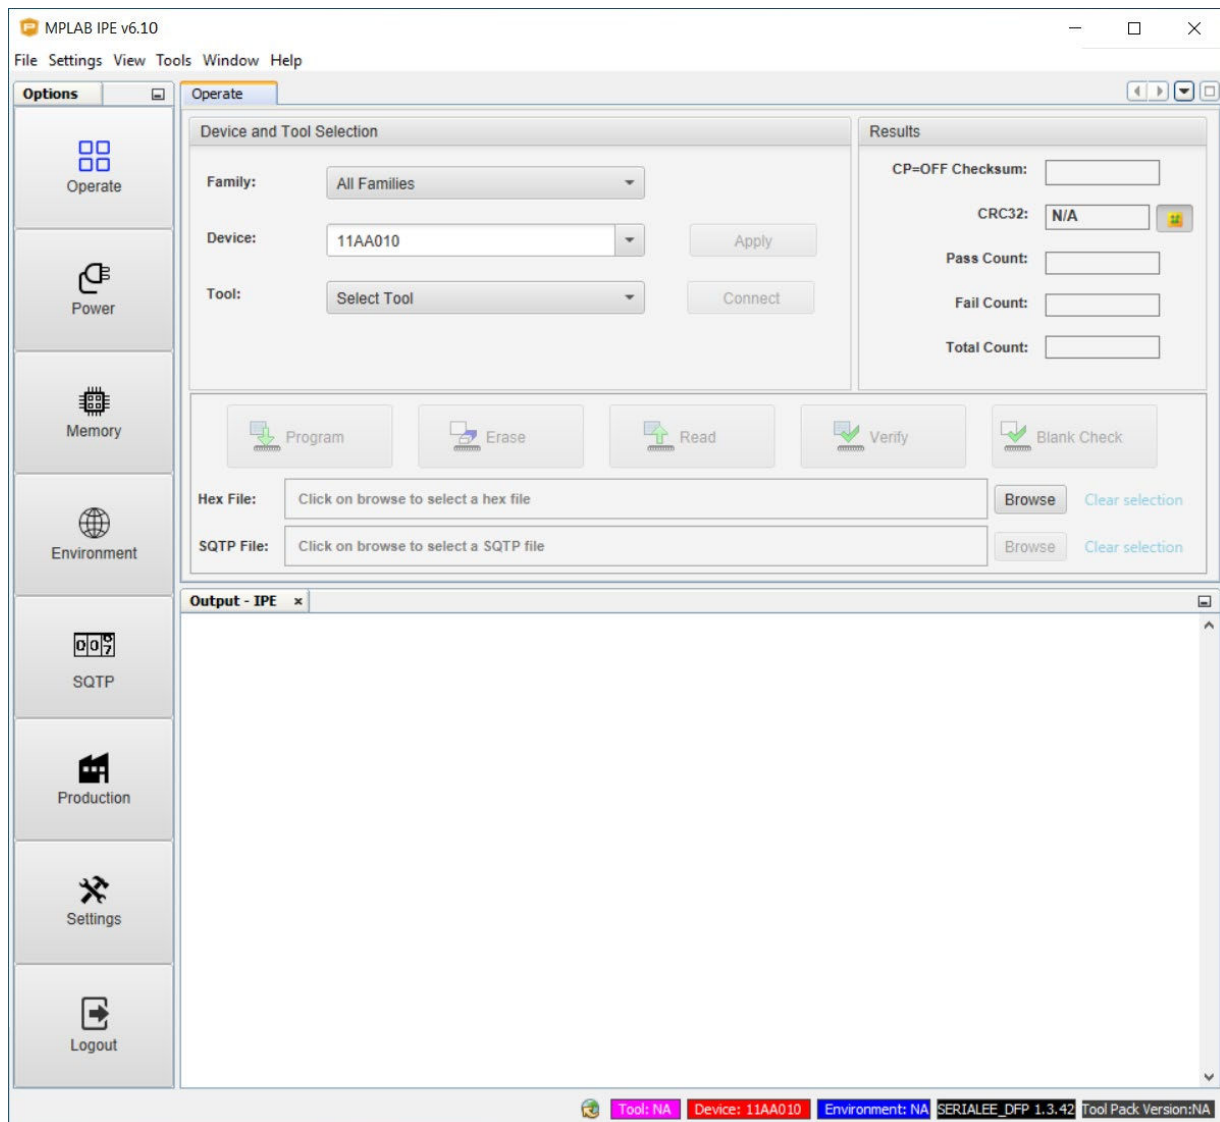 MPLAB IPE v6.10
File Settings View Tools Window Help
Options
Operate
Power
Memory
Environment
SQTP
Production
Settings
Logout
Operate
Device and Tool Selection
Family: All Families
Device: 11AA010 Apply
Tool: Select Tool Connect
Results
CP=OFF Checksum:
CRC32: N/A
Pass Count:
Fail Count:
Total Count:
Program Erase Read Verify Blank Check
Hex File: Click on browse to select a hex file Browse Clear selection
SQTP File: Click on browse to select a SQTP file Browse Clear selection
Output - IPE
Tool: NA Device: 11AA010 Environment: NA SERIALEE_DFP 1.3.42 Tool Pack Version:NA